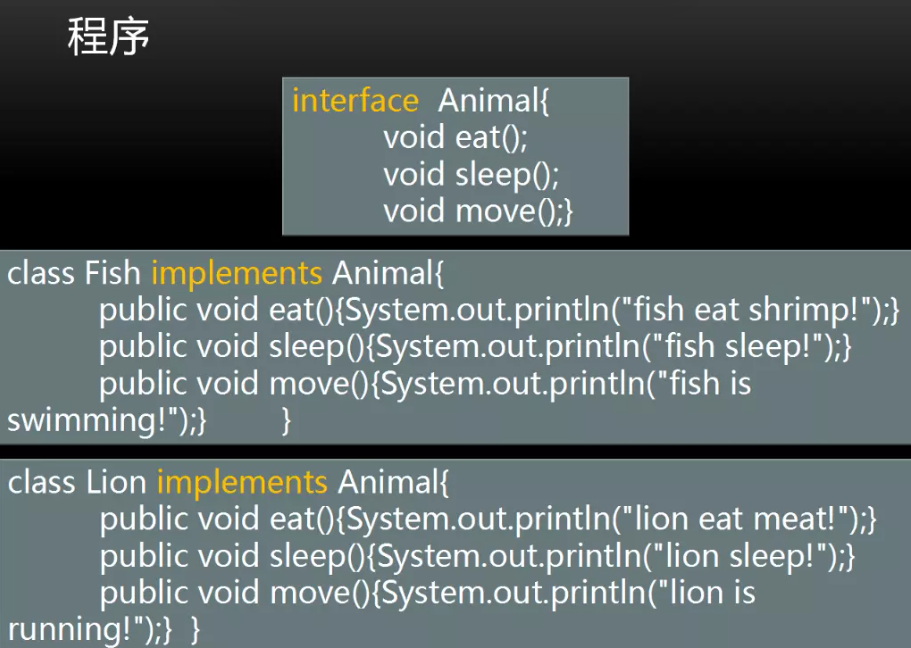 程序
interface Animal{
void eat();
void sleep();
void move();}
class Fish implements Animal{
public void eat(){System.out.println("fish eat shrimp!");}
public void sleep(){System.out.println("fish sleep!");}
public void move(){System.out.println("fish is
swimming!");} }
class Lion implements Animal{
public void eat(){System.out.println("lion eat meat!");}
public void sleep(){System.out.println("lion sleep!");}
public void move(){System.out.println("lion is
running!");} }